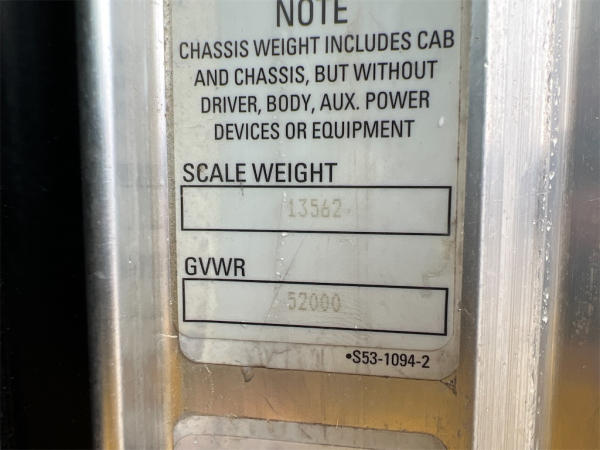 NOTE
CHASSIS WEIGHT INCLUDES CAB
AND CHASSIS, BUT WITHOUT
DRIVER, BODY, AUX. POWER
DEVICES OR EQUIPMENT
SCALE WEIGHT
13562
GVWR
52000
•S53-1094-2